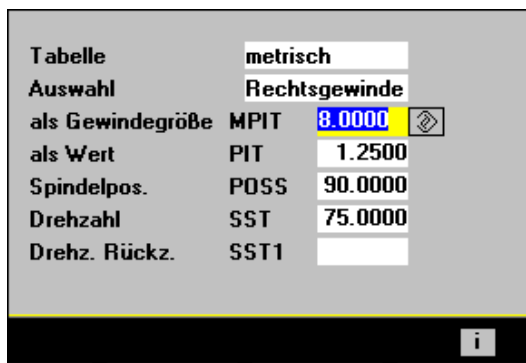 Tabelle metrisch
Auswahl Rechtsgewinde
als Gewindegröße MPIT 8.0000
als Wert PIT 1.2500
Spindelpos. POSS 90.0000
Drehzahl SST 75.0000
Drehz. Rückz. SST1
i